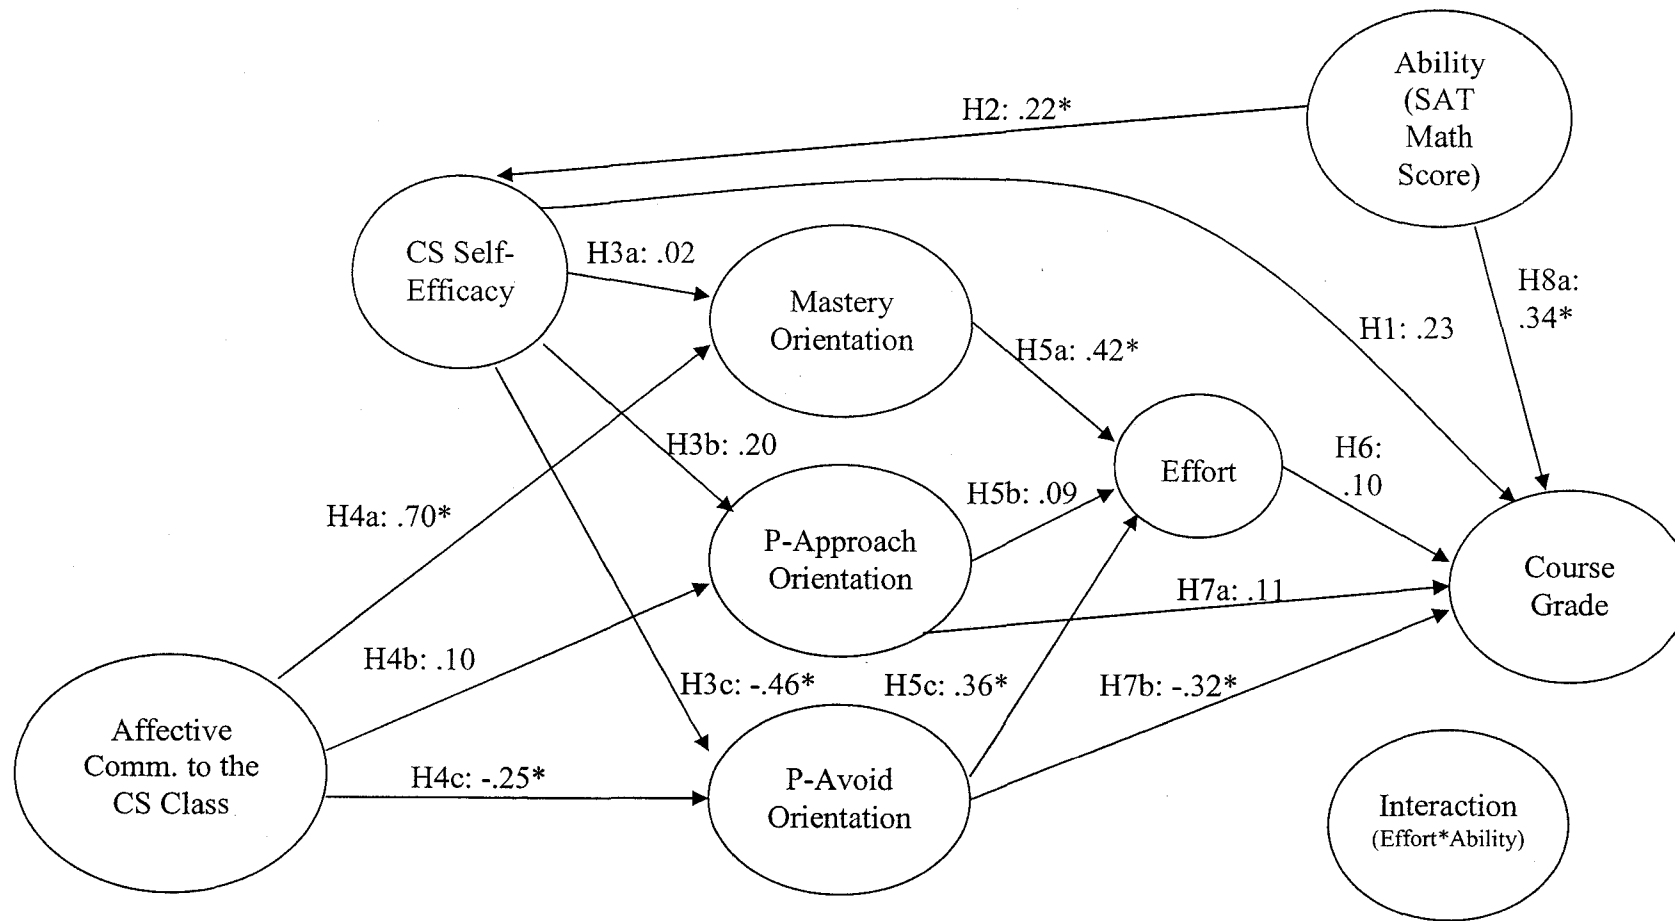 Ability
(SAT
Math
Score)
H2: .22*
CS Self-
Efficacy
H3a: .02
Mastery
Orientation
H8a:
.34*
H1: .23
H5a: .42*
H3b: .20
Effort
H6:
.10
H4a: .70*
H5b: .09
P-Approach
Orientation
Course
Grade
H7a: .11
H4b: .10
H3c: -.46*
H5c: .36*
H7b: -.32*
Affective
Comm. to the
CS Class
H4c: -.25*
P-Avoid
Orientation
Interaction
(Effort*Ability)